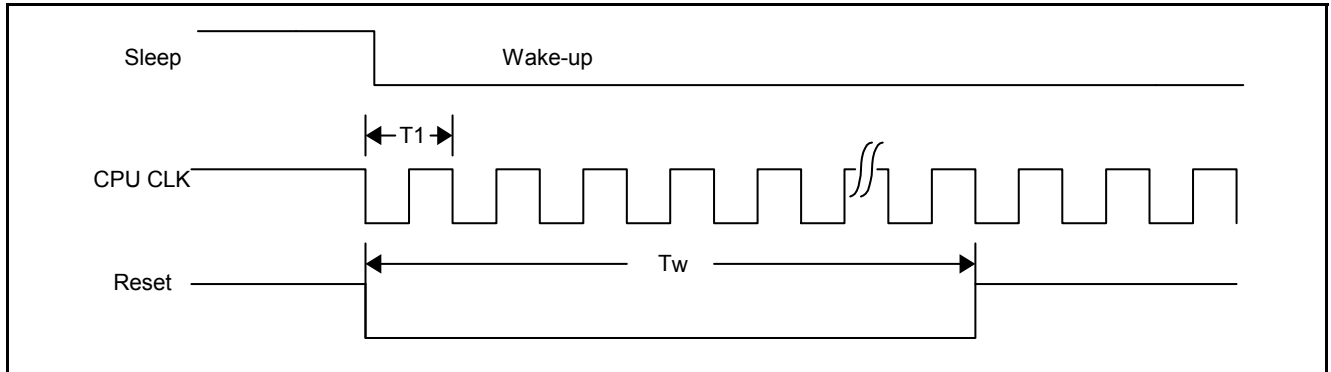 Sleep
Wake-up
T1
CPU CLK
Tw
Reset